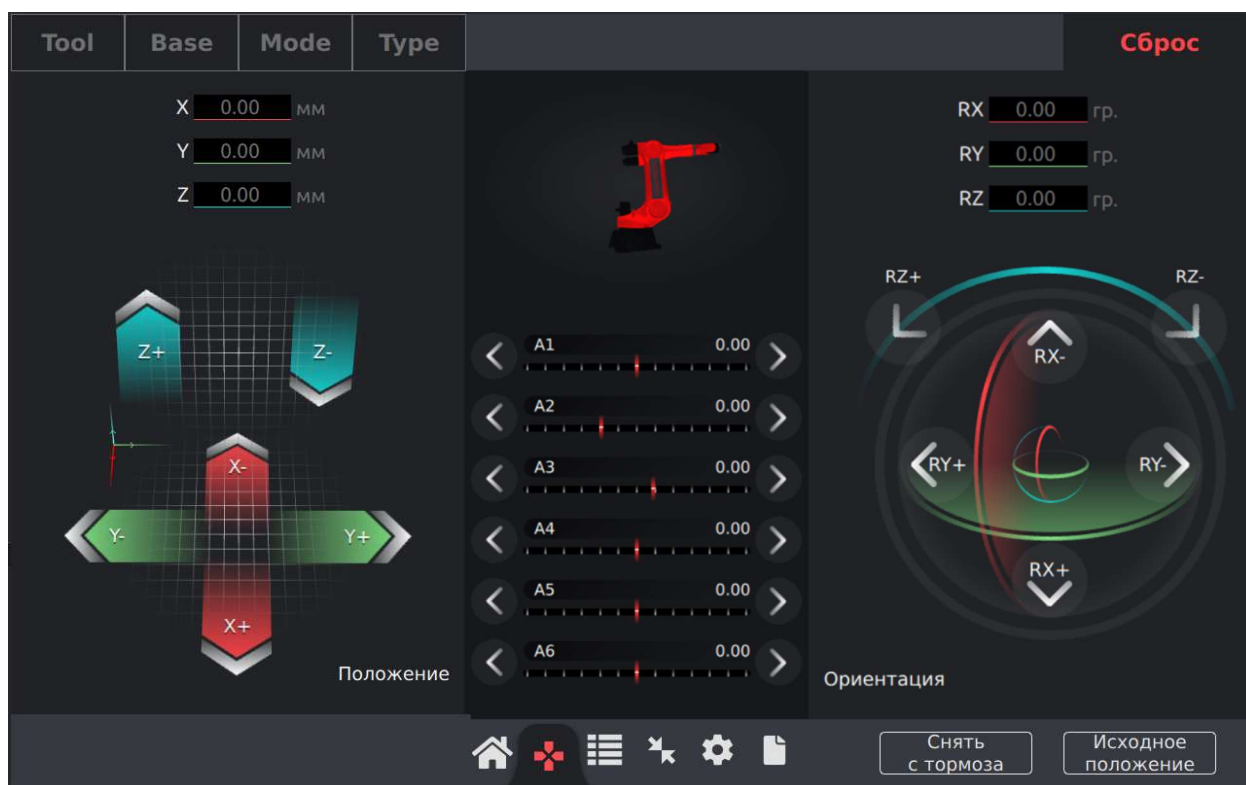 Tool Base Mode Type Сброс
X 0.00 мм
Y 0.00 мм
Z 0.00 мм
Z+ Z-
X-
Y- Y+
X+
Положение
A1 0.00
A2 0.00
A3 0.00
A4 0.00
A5 0.00
A6 0.00
RX 0.00 гр.
RY 0.00 гр.
RZ 0.00 гр.
RZ+ RZ-
RX-
RY+ RY-
RX+
Ориентация
Снять
с тормоза
Исходное
положение